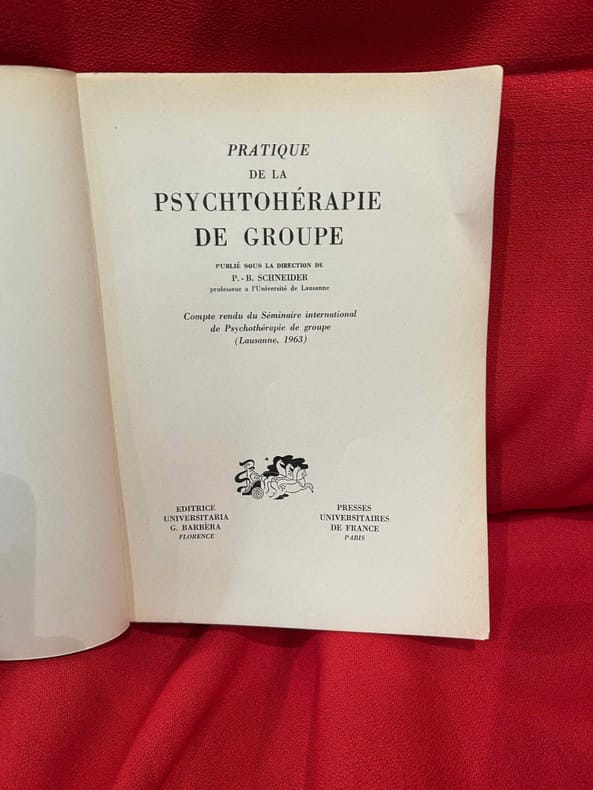 PRATIQUE
DE LA
PSYCHTOHÉRAPIE
DE GROUPE
PUBLIÉ SOUS LA DIRECTION DE
P.-B. SCHNEIDER
professeur a l'Université de Lausanne
Compte rendu du Séminaire international
de Psychothérapie de groupe
(Lausanne, 1963)
EDITRICE
UNIVERSITARIA
G. BARBÈRA
FLORENCE
PRESSES
UNIVERSITAIRES
DE FRANCE
PARIS